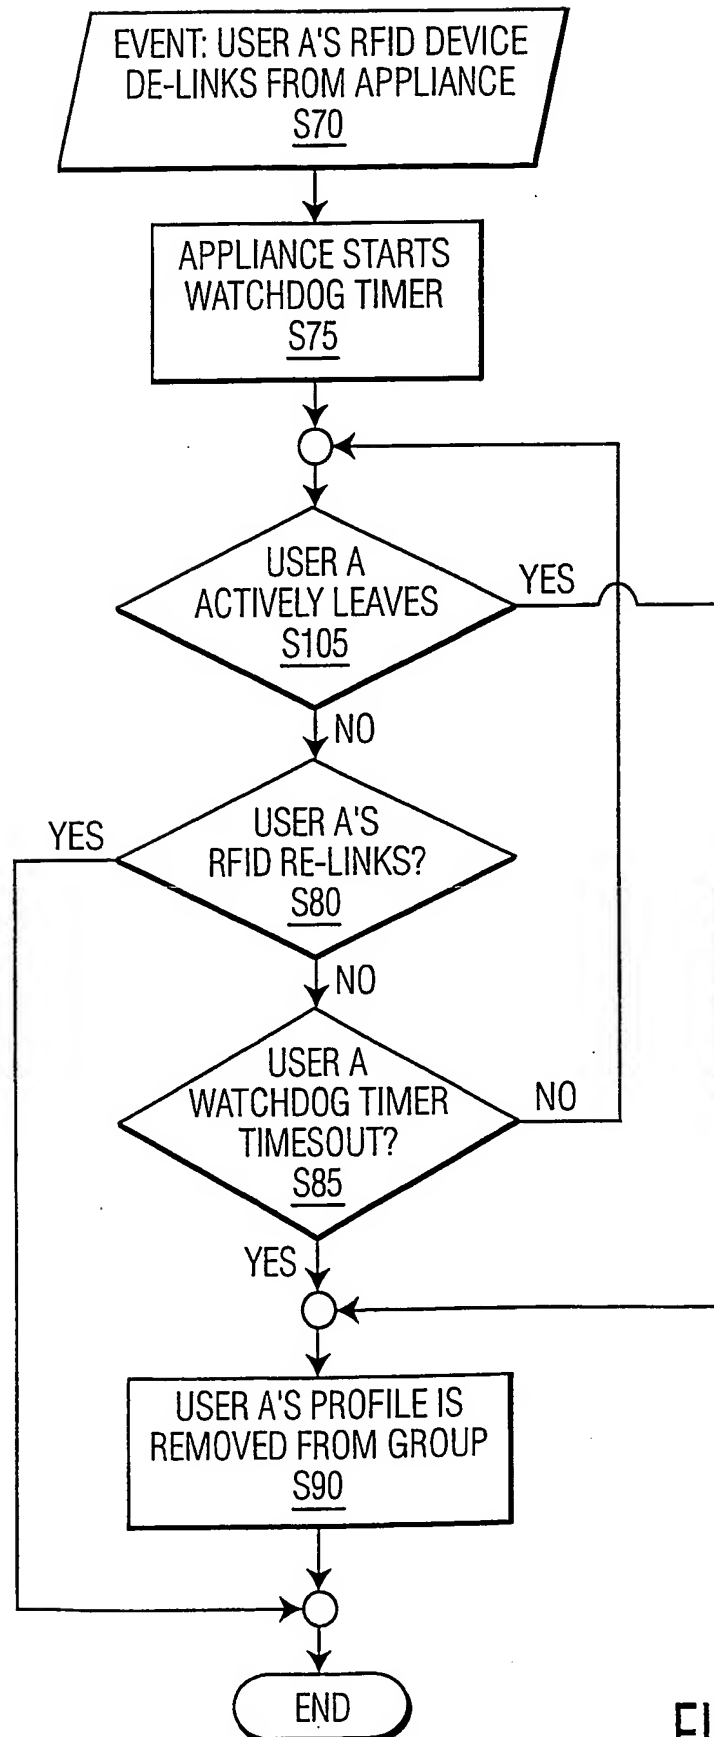 EVENT: USER A'S RFID DEVICE
DE-LINKS FROM APPLIANCE
S70
APPLIANCE STARTS
WATCHDOG TIMER
S75
USER A
ACTIVELY LEAVES
S105
YES
NO
USER A'S
RFID RE-LINKS?
S80
YES
NO
USER A
WATCHDOG TIMER
TIMESOUT?
S85
NO
YES
USER A'S PROFILE IS
REMOVED FROM GROUP
S90
END